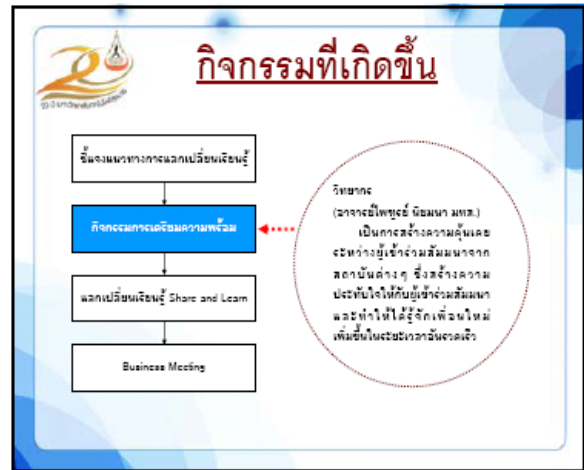 กิจกรรมที่เกิดขึ้น
ชี้แจงแนวทางการแลกเปลี่ยนเรียนรู้
กิจกรรมการเตรียมความพร้อม
แลกเปลี่ยนเรียนรู้ Share and Learn
Business Meeting
วิทยากร
(อาจารย์ไพฑูรย์ นิยมนา มทส.)
เป็นการสร้างความคุ้นเคย
ระหว่างผู้เข้าร่วมสัมมนาจาก
สถาบันต่างๆ ซึ่งสร้างความ
ประทับใจให้กับผู้เข้าร่วมสัมมนา
และทำให้ได้รู้จักเพื่อนใหม่
เพิ่มขึ้นในระยะเวลาอันรวดเร็ว